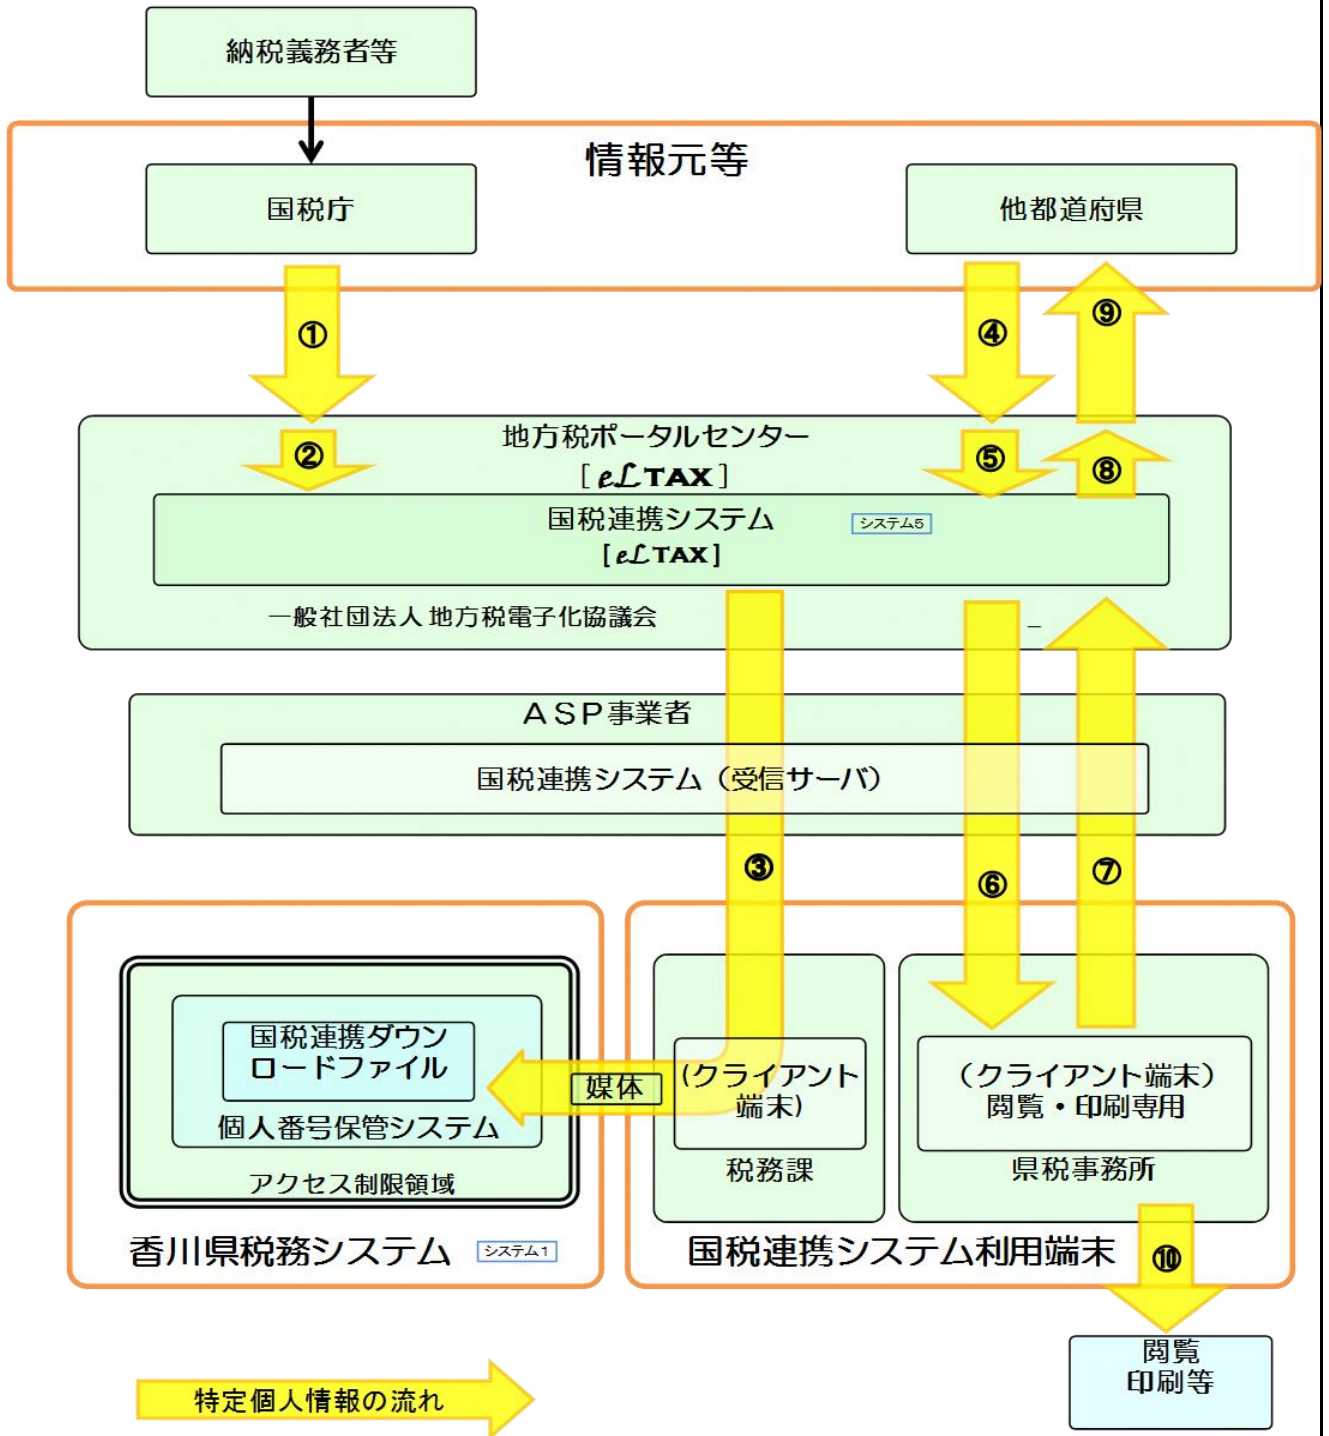 納税義務者等
情報元等
国税庁
他都道府県
①
④
⑨
地方税ポータルセンター
[eLTAX]
②
⑤
⑧
国税連携システム
システム5
[eLTAX]
一般社団法人 地方税電子化協議会
_
ASP事業者
国税連携システム（受信サーバ）
③
⑥
⑦
国税連携ダウン
ロードファイル
個人番号保管システム
アクセス制限領域
香川県税務システム
システム1
媒体
(クライアント
端末)
税務課
（クライアント端末）
閲覧・印刷専用
県税事務所
国税連携システム利用端末
⑩
閲覧
印刷等
特定個人情報の流れ